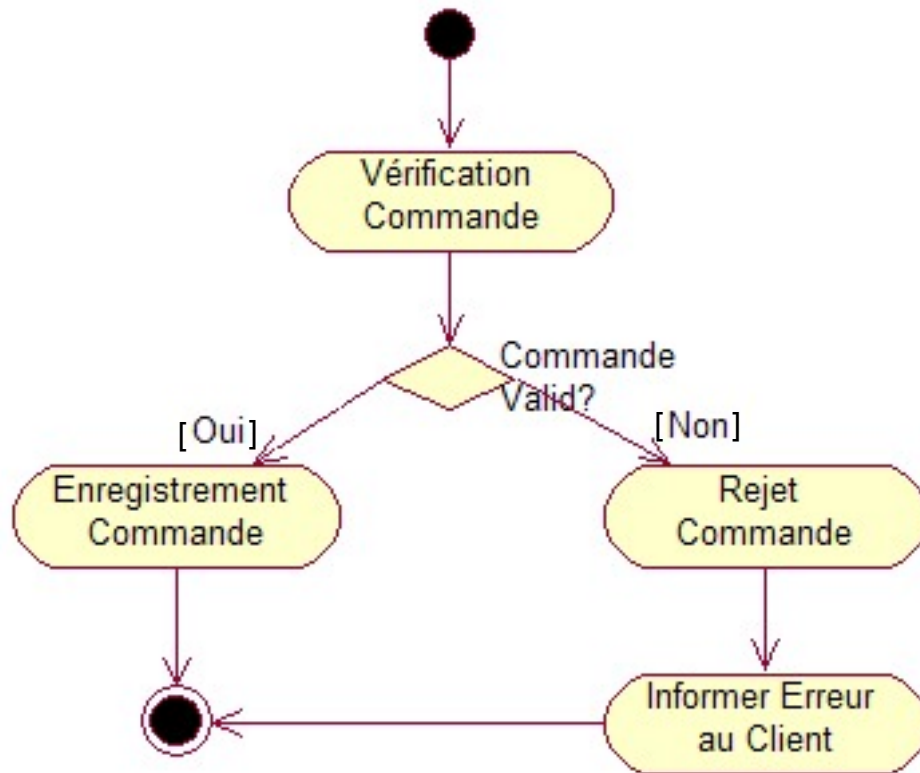 Vérification
Commande
Commande
Valid?
[Oui]
[Non]
Enregistrement
Commande
Rejet
Commande
Informer Erreur
au Client